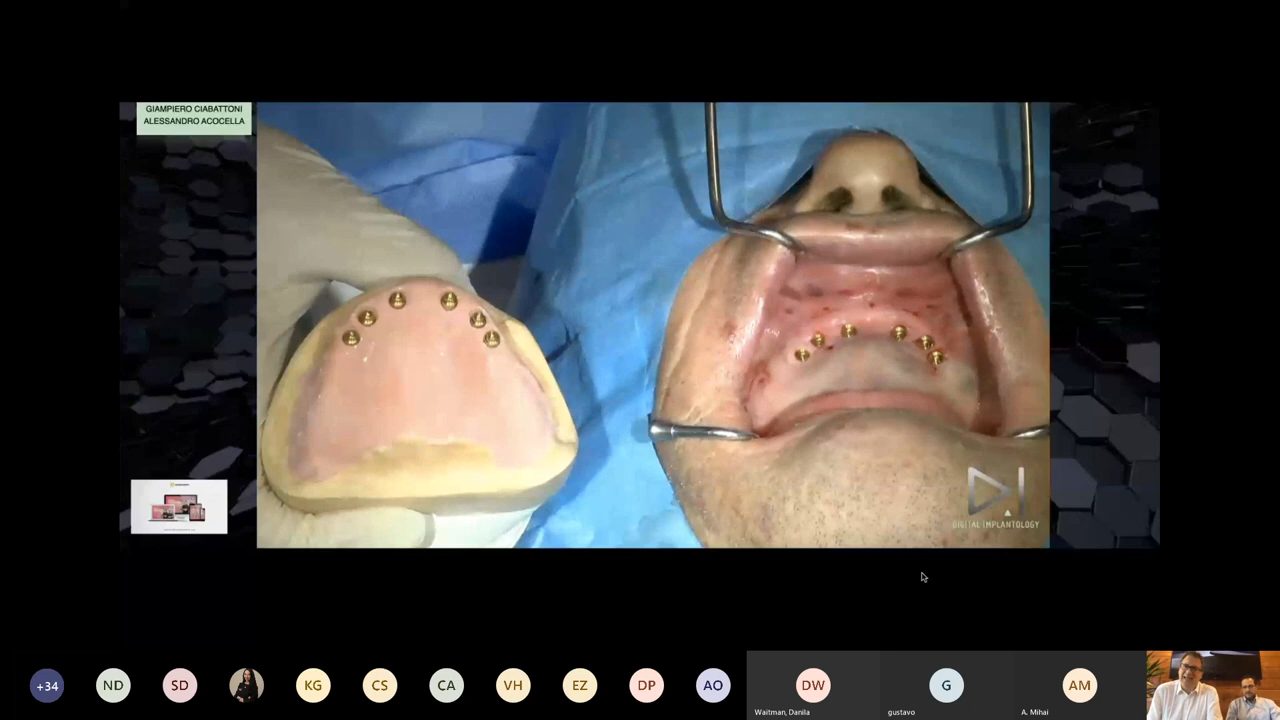 GIAMPIERO CIABATTONI
ALESSANDRO ACOCELLA
DIGITAL IMPLANTOLOGY
+34
ND
SD
KG
CS
CA
VH
EZ
DP
AO
DW
Waitman, Danila
G
gustavo
AM
A. Mihai